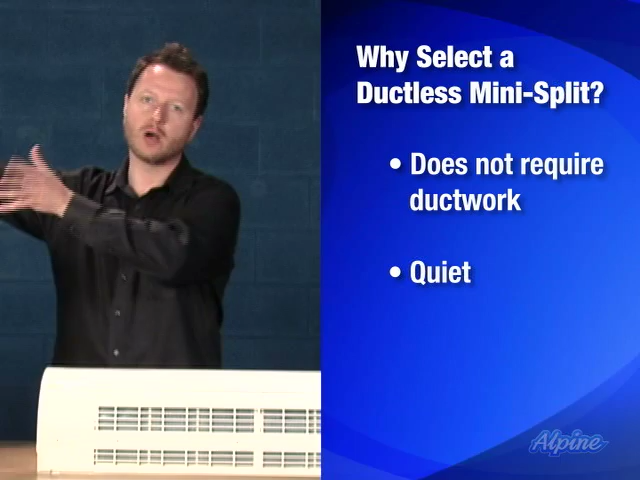 Why Select a
Ductless Mini-Split?
• Does not require
ductwork
• Quiet
Alpine